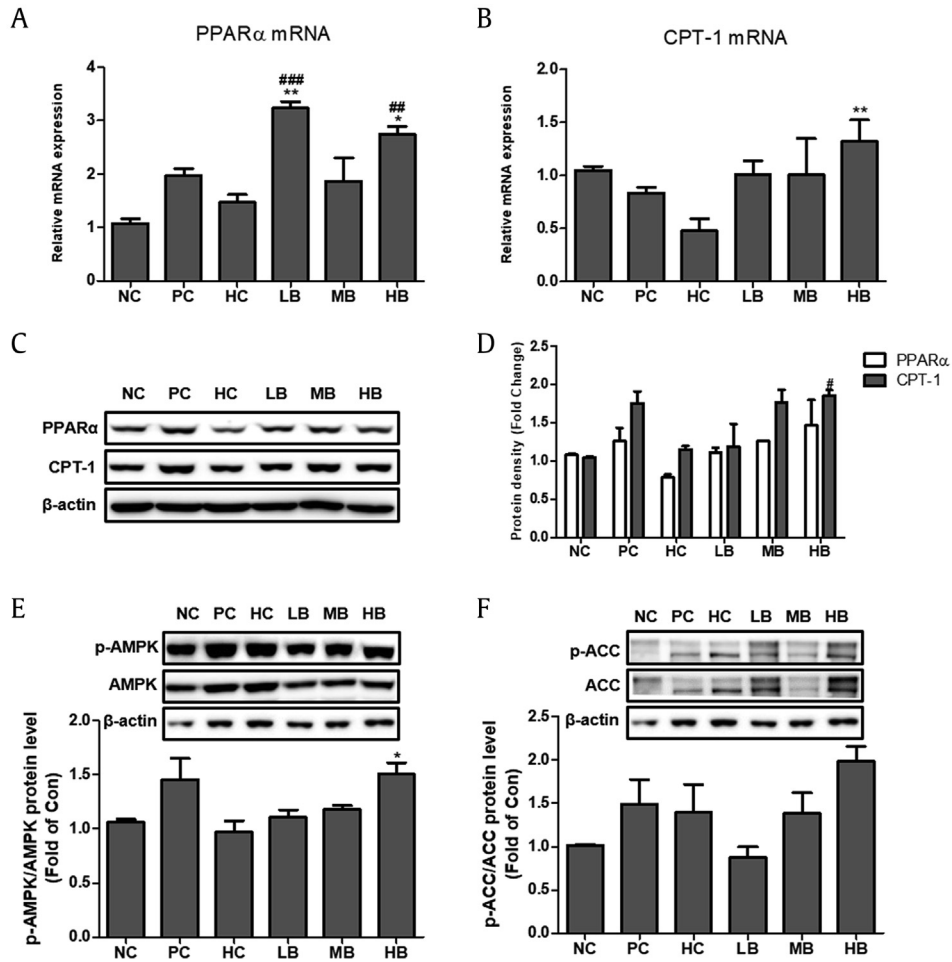 A
PPARα mRNA
Relative mRNA expression
4
3
2
1
0
###
**
##
*
NC PC HC LB MB HB
B
CPT-1 mRNA
Relative mRNA expression
2.0
1.5
1.0
0.5
0.0
**
NC PC HC LB MB HB
C
NC PC HC LB MB HB
PPARα
CPT-1
β-actin
D
Protein density (Fold Change)
2.5
2.0
1.5
1.0
0.5
0.0
#
PPARα
CPT-1
NC PC HC LB MB HB
E
NC PC HC LB MB HB
p-AMPK
AMPK
β-actin
p-AMPK/AMPK protein level
(Fold of Con)
2.0
1.5
1.0
0.5
0.0
*
NC PC HC LB MB HB
F
NC PC HC LB MB HB
p-ACC
ACC
β-actin
p-ACC/ACC protein level
(Fold of Con)
2.5
2.0
1.5
1.0
0.5
0.0
NC PC HC LB MB HB